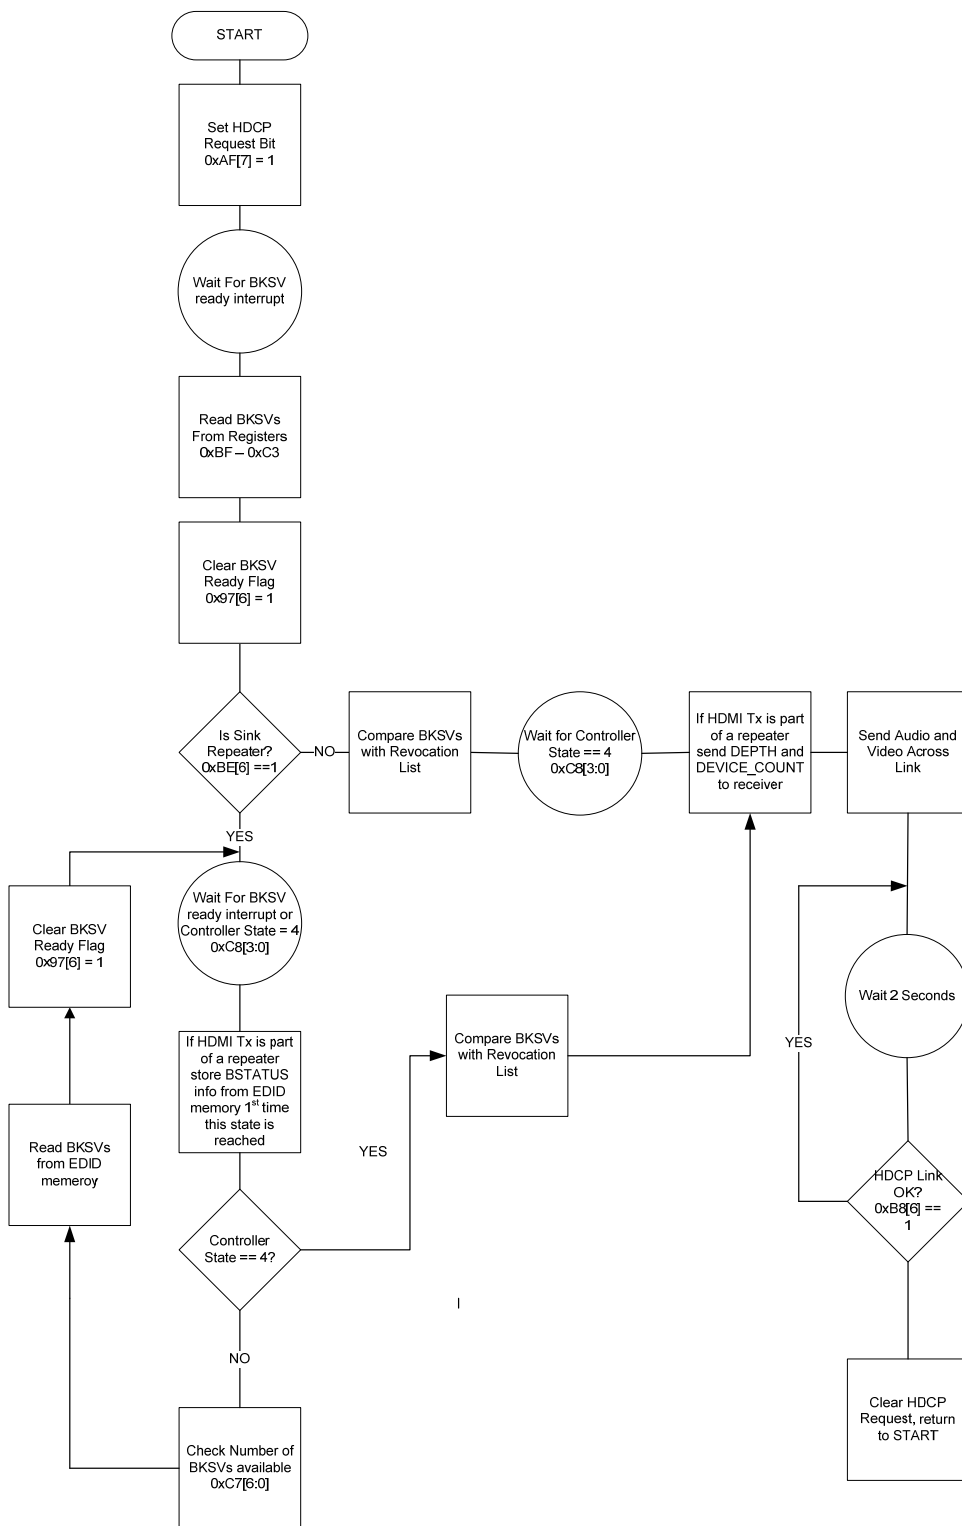 START
Set HDCP
Request Bit
0xAF[7] = 1
Wait For BKSV
ready interrupt
Read BKSVs
From Registers
0xBF – 0xC3
Clear BKSV
Ready Flag
0x97[6] = 1
Is Sink
Repeater?
0xBE[6] ==1
NO
Compare BKSVs
with Revocation
List
Wait for Controller
State == 4
0xC8[3:0]
If HDMI Tx is part
of a repeater
send DEPTH and
DEVICE_COUNT
to receiver
Send Audio and
Video Across
Link
YES
Wait For BKSV
ready interrupt or
Controller State = 4
0xC8[3:0]
Clear BKSV
Ready Flag
0x97[6] = 1
If HDMI Tx is part
of a repeater
store BSTATUS
info from EDID
memory 1st time
this state is
reached
Compare BKSVs
with Revocation
List
Wait 2 Seconds
YES
Read BKSVs
from EDID
memeroy
YES
Controller
State == 4?
HDCP Link
OK?
0xB8[6] ==
1
NO
Check Number of
BKSVs available
0xC7[6:0]
Clear HDCP
Request, return
to START